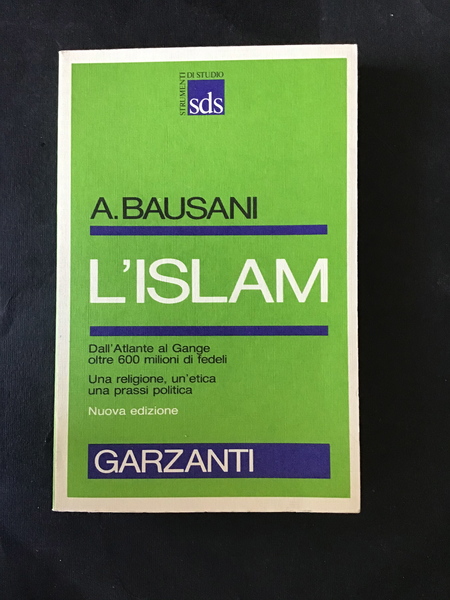 STRUMENTI
DI STUDIO
sds
A.BAUSANI
L'ISLAM
Dall'Atlante al Gange
oltre 600 milioni di fedeli
Una religione, un'etica
una prassi politica
Nuova edizione
GARZANTI